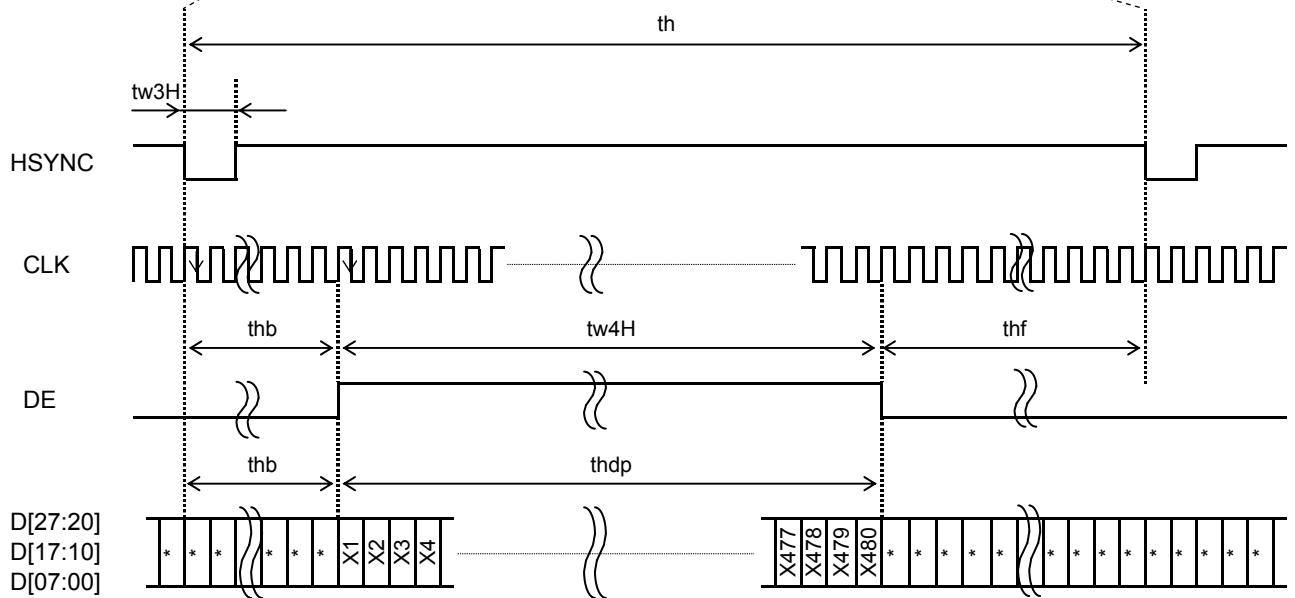 th
tw3H
HSYNC
CLK
thb tw4H thf
DE
thb thdp
D[27:20]
D[17:10]
D[07:00]
* * * * * * X1 X2 X3 X4 X477 X478 X479 X480 * * * * * * * * * * * * * * *